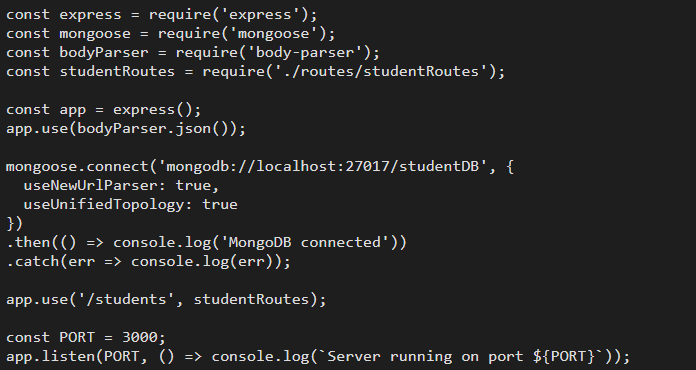 const express = require('express');
const mongoose = require('mongoose');
const bodyParser = require('body-parser');
const studentRoutes = require('./routes/studentRoutes');

const app = express();
app.use(bodyParser.json());

mongoose.connect('mongodb://localhost:27017/studentDB', {
  useNewUrlParser: true,
  useUnifiedTopology: true
})
.then(() => console.log('MongoDB connected'))
.catch(err => console.log(err));

app.use('/students', studentRoutes);

const PORT = 3000;
app.listen(PORT, () => console.log(`Server running on port ${PORT}`));